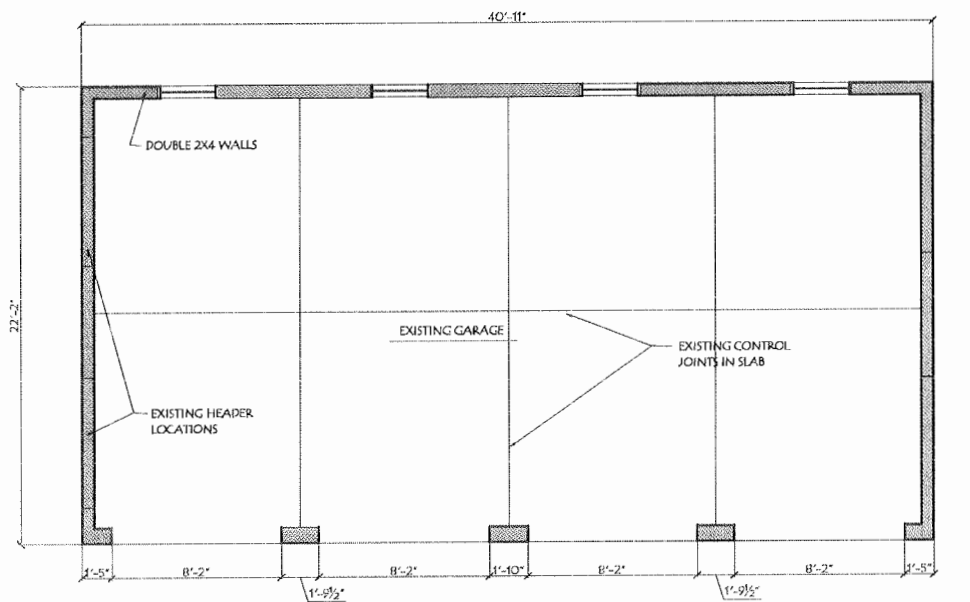 40'-11"
DOUBLE 2X4 WALLS
22'-2"
EXISTING GARAGE
EXISTING CONTROL
JOINTS IN SLAB
EXISTING HEADER
LOCATIONS
1'-5" 8'-2" 8'-2" 1'-10" 8'-2" 8'-2" 1'-5"
1'-9½" 1'-9½"